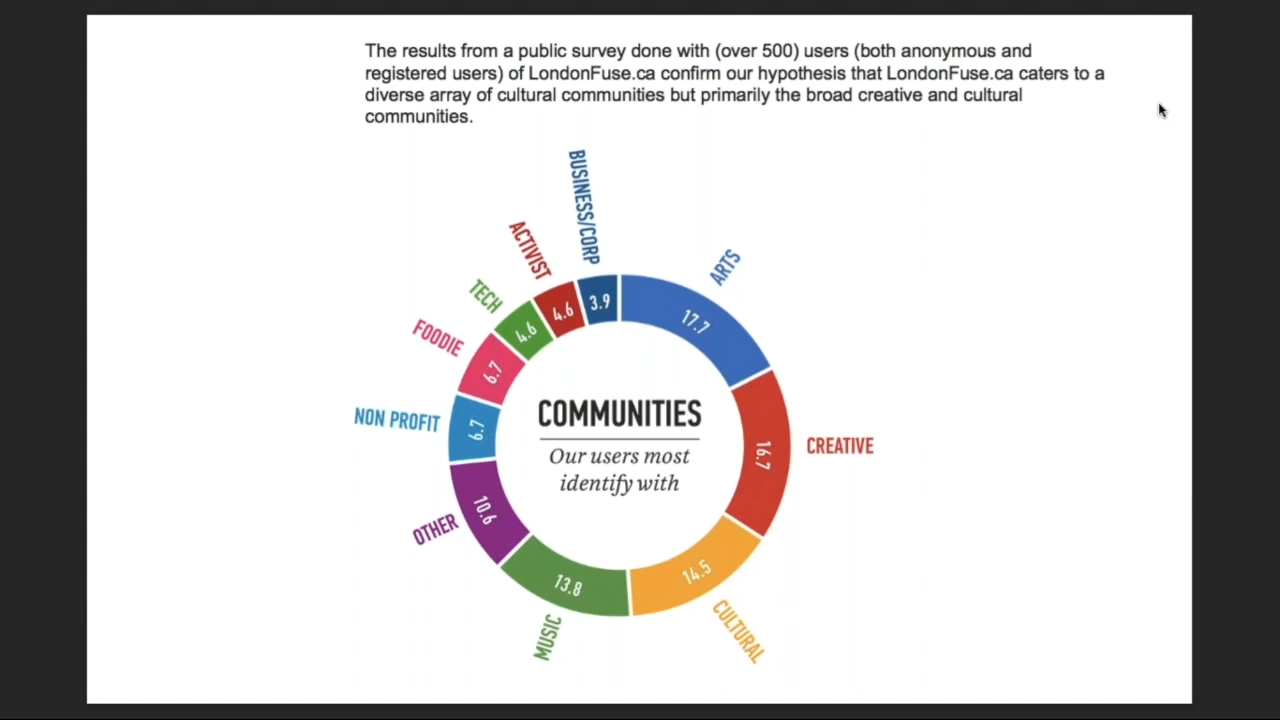 The results from a public survey done with (over 500) users (both anonymous and
registered users) of LondonFuse.ca confirm our hypothesis that LondonFuse.ca caters to a
diverse array of cultural communities but primarily the broad creative and cultural
communities.
BUSINESS/CORP
ACTIVIST
ARTS
TECH
3.9
4.6
17.7
4.6
FOODIE
6.7
COMMUNITIES
NON PROFIT
6.7
CREATIVE
16.7
Our users most
identify with
10.6
OTHER
14.5
13.8
CULTURAL
MUSIC